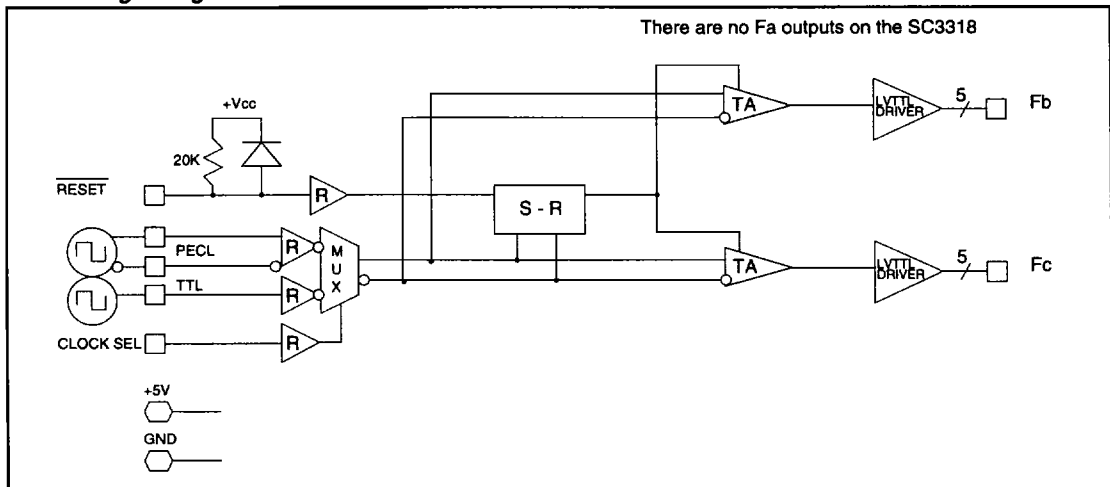 There are no Fa outputs on the SC3318
+Vcc
20K
RESET
R
S - R
TA
LVTTL
DRIVER
5
Fb
PECL
R
MUX
TTL
R
CLOCK SEL
R
TA
LVTTL
DRIVER
5
Fc
+5V
GND